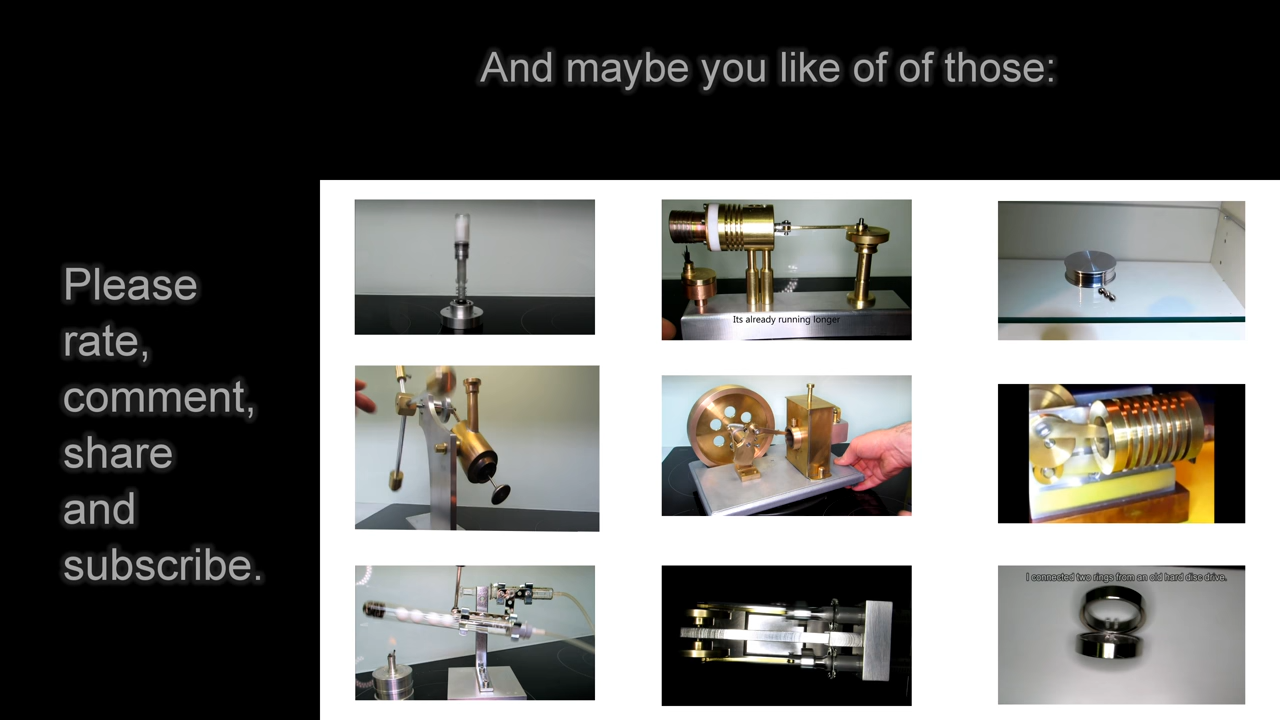 And maybe you like of of those:
Please
rate,
comment,
share
and
subscribe.
Its already running longer
I connected two rings from an old hard disc drive.